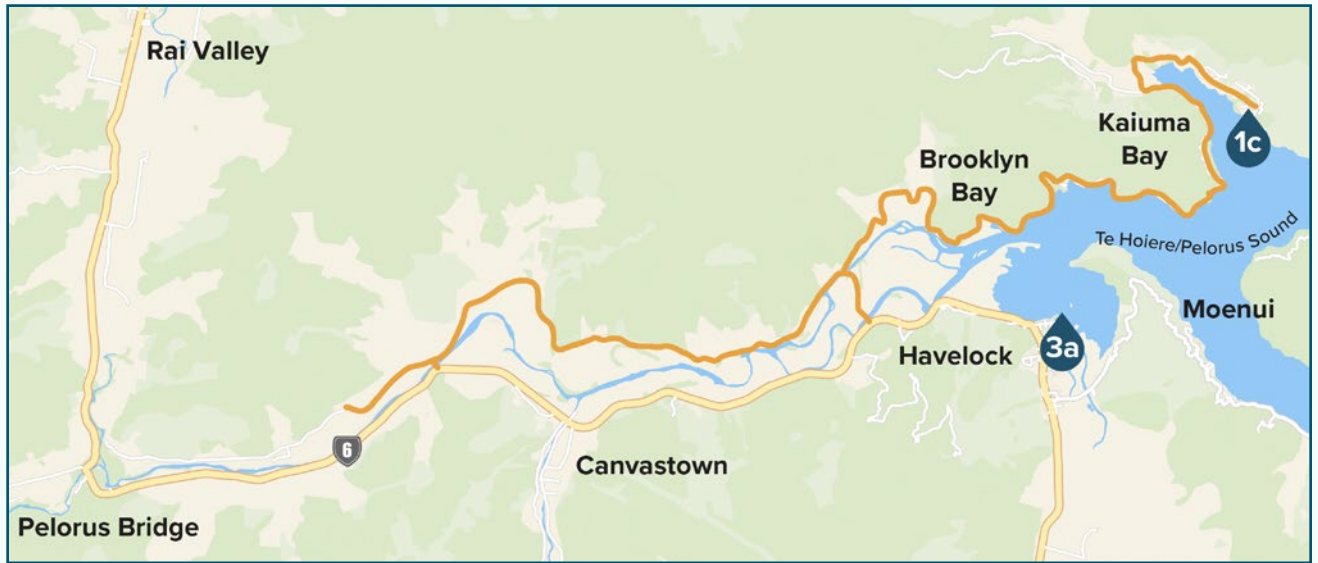 Rai Valley
Kaiuma
Bay
1c
Brooklyn
Bay
Te Hoiere/Pelorus Sound
Moenui
Havelock
3a
6
Canvastown
Pelorus Bridge